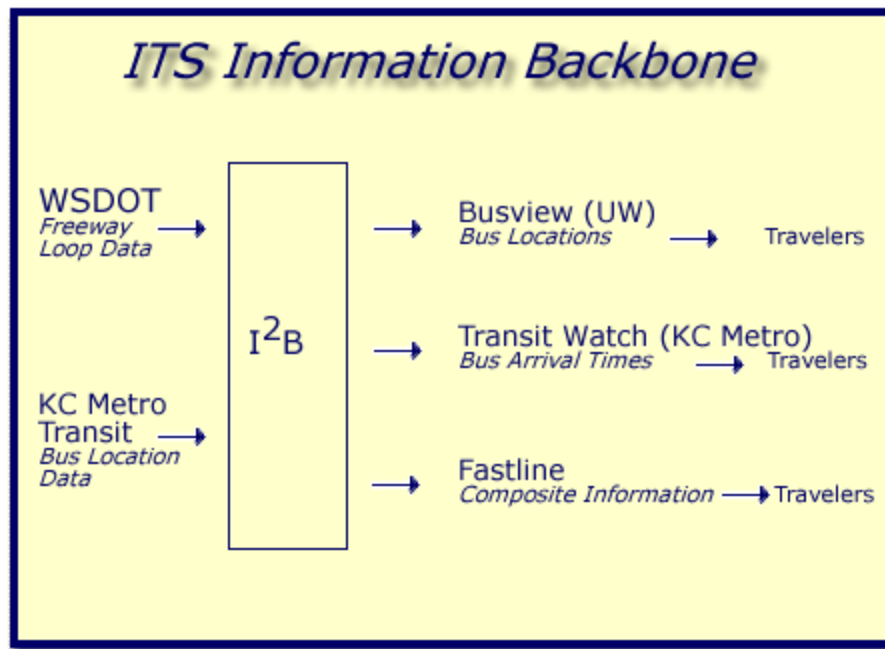 ITS Information Backbone
WSDOT
Freeway
Loop Data
KC Metro
Transit
Bus Location
Data
I²B
Busview (UW)
Bus Locations
Travelers
Transit Watch (KC Metro)
Bus Arrival Times
Travelers
Fastline
Composite Information
Travelers